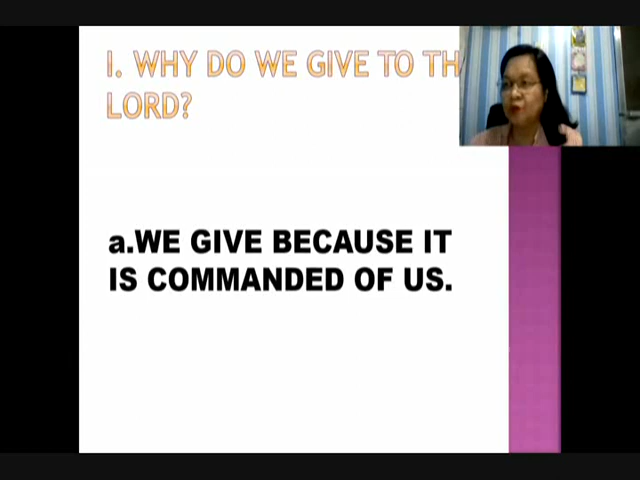 I. WHY DO WE GIVE TO TH
LORD?
a.WE GIVE BECAUSE IT
IS COMMANDED OF US.